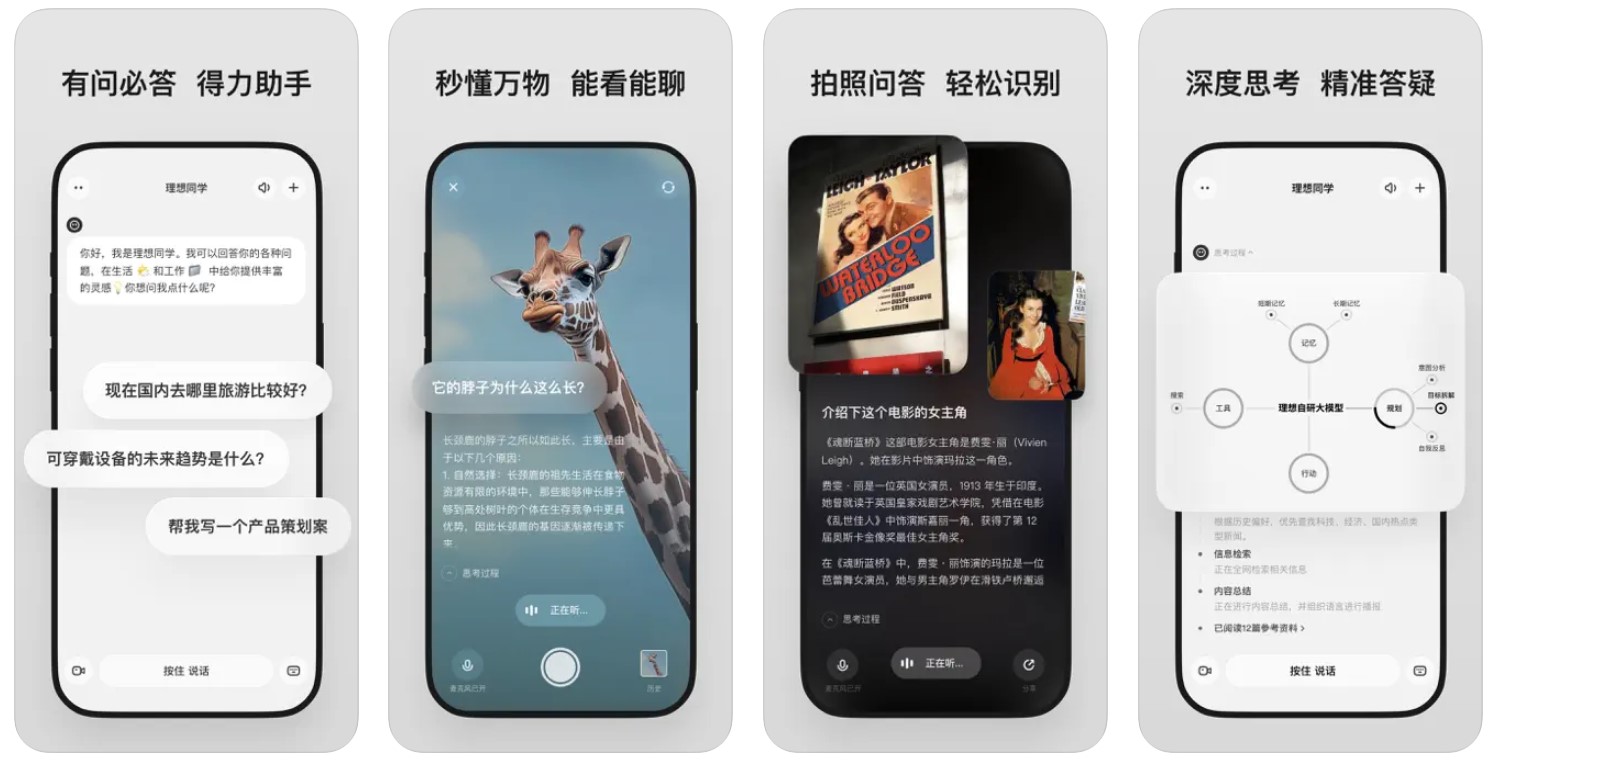 有问必答 得力助手
理想同学
你好，我是理想同学。我可以回答你的各种问
题，在生活 🌤 和工作 📁 中给你提供丰富
的灵感💡你想问我点什么呢？
现在国内去哪里旅游比较好？
可穿戴设备的未来趋势是什么？
帮我写一个产品策划案
按住 说话
秒懂万物 能看能聊
它的脖子为什么这么长？
长颈鹿的脖子之所以如此长，主要是由
于以下几个原因：
1. 自然选择：长颈鹿的祖先生活在食物
资源有限的环境中，那些能够伸长脖子
够到高处树叶的个体在生存竞争中更具
优势，因此长颈鹿的基因逐渐被传递下
来。
思考过程
正在听...
麦克风已开
历史
拍照问答 轻松识别
LEIGH TAYLOR
WATERLOO
BRIDGE
WATSON
FIELD
OUSPENSKAYA
SMITH
介绍下这个电影的女主角
《魂断蓝桥》这部电影女主角是费雯·丽（Vivien
Leigh）。她在影片中饰演玛拉这一角色。
费雯·丽是一位英国女演员，1913 年生于印度。
她曾就读于英国皇家戏剧艺术学院，凭借在电影
《乱世佳人》中饰演斯嘉丽一角，获得了第 12
届奥斯卡金像奖最佳女主角奖。
在《魂断蓝桥》中，费雯·丽饰演的玛拉是一位
芭蕾舞女演员，她与男主角罗伊在滑铁卢桥邂逅
思考过程
正在听...
麦克风已开
分享
深度思考 精准答疑
理想同学
思考过程
短期记忆
长期记忆
记忆
意图分析
搜索
工具
理想自研大模型
规划
目标拆解
自我反思
行动
根据历史偏好，优先查找科技、经济、国内热点类
型新闻。
信息检索
正在全网检索相关信息
内容总结
正在进行内容总结，并组织语言进行播报
已阅读12篇参考资料 >
按住 说话